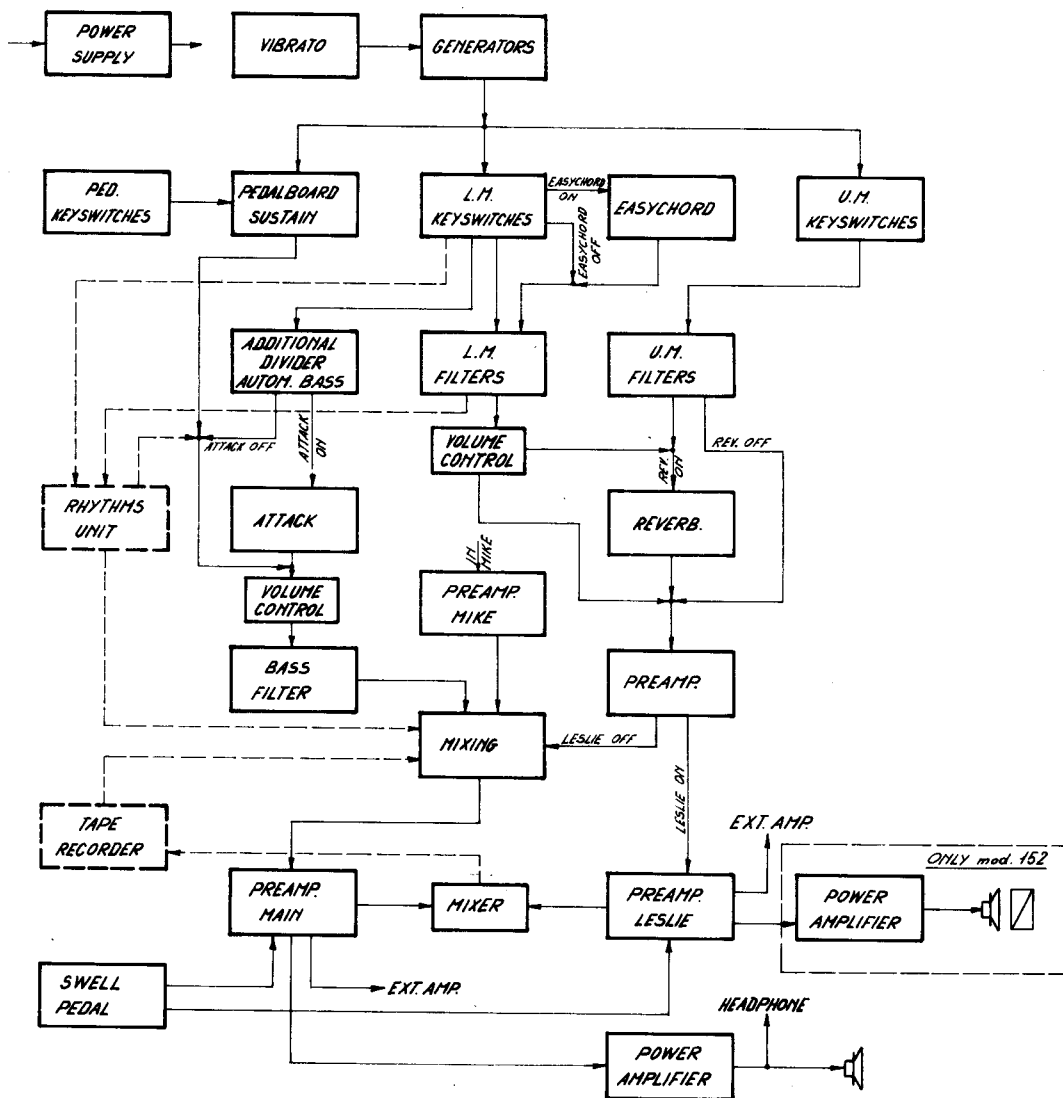 POWER
SUPPLY
VIBRATO
GENERATORS
PED.
KEYSWITCHES
PEDALBOARD
SUSTAIN
L.M.
KEYSWITCHES
EASYCHORD
ON
EASYCHORD
OFF
EASYCHORD
U.M.
KEYSWITCHES
ADDITIONAL
DIVIDER
AUTOM. BASS
L.M.
FILTERS
U.M.
FILTERS
ATTACK OFF
ATTACK
ON
VOLUME
CONTROL
REV.
ON
REV. OFF
RHYTHMS
UNIT
ATTACK
IN
MIKE
REVERB.
VOLUME
CONTROL
PREAMP.
MIKE
BASS
FILTER
PREAMP.
MIXING
LESLIE OFF
LESLIE ON
TAPE
RECORDER
EXT. AMP.
ONLY mod. 152
PREAMP.
MAIN
MIXER
PREAMP.
LESLIE
POWER
AMPLIFIER
SWELL
PEDAL
EXT. AMP.
HEADPHONE
POWER
AMPLIFIER